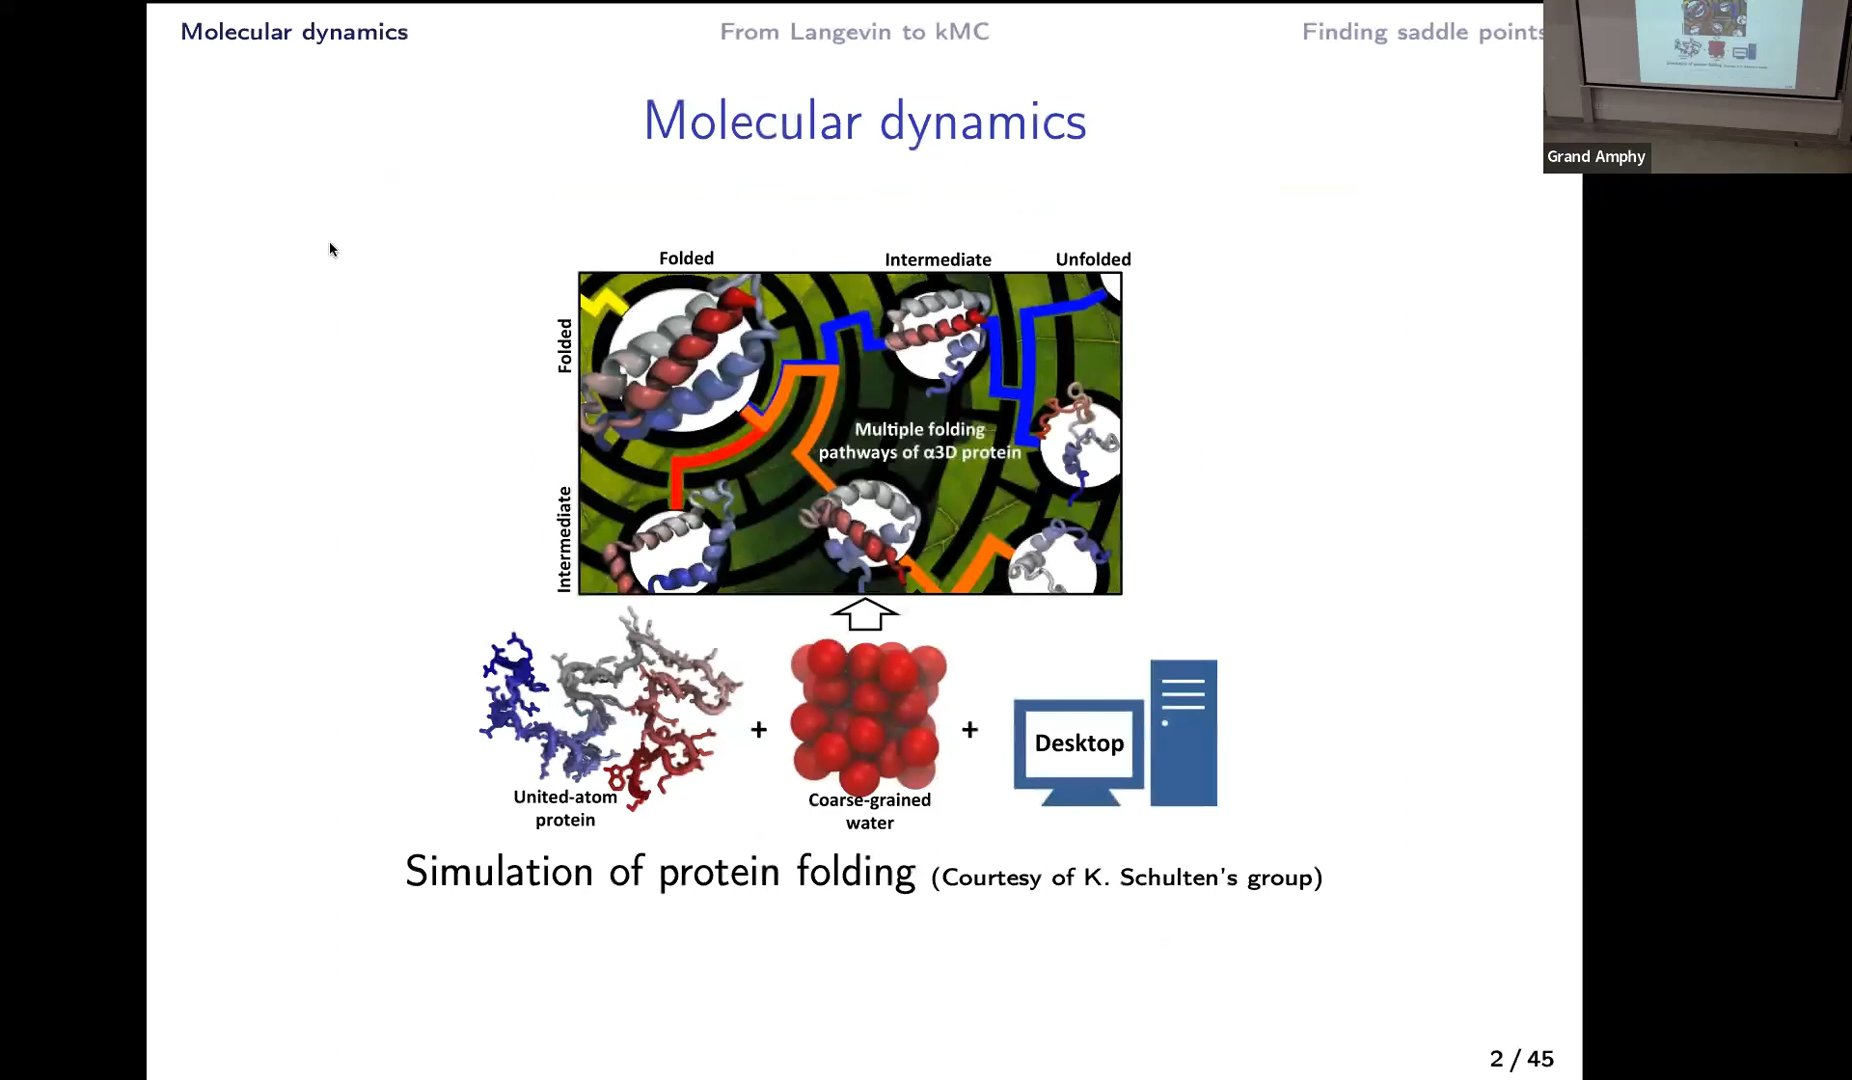 Molecular dynamics
From Langevin to kMC
Finding saddle points
Grand Amphy
Molecular dynamics
Folded
Intermediate
Unfolded
Folded
Intermediate
Multiple folding
pathways of α3D protein
United-atom
protein
+
Coarse-grained
water
+
Desktop
Simulation of protein folding (Courtesy of K. Schulten's group)
2 / 45